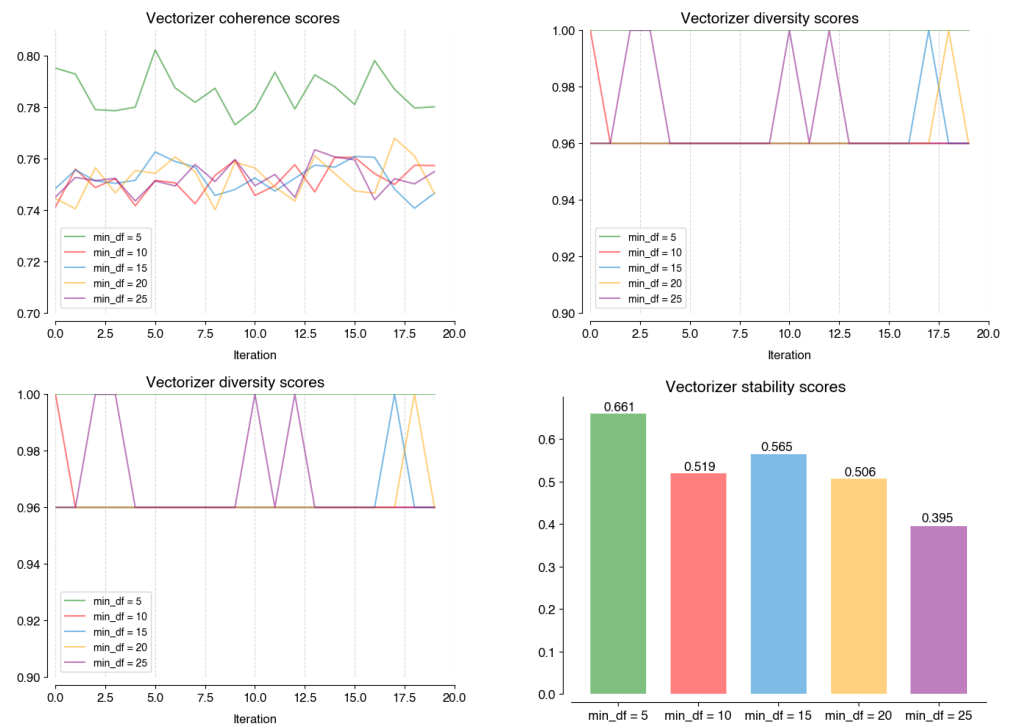 Vectorizer coherence scores
0.80
0.78
0.76
0.74
0.72
0.70
min_df = 5
min_df = 10
min_df = 15
min_df = 20
min_df = 25
0.0 2.5 5.0 7.5 10.0 12.5 15.0 17.5 20.0
Iteration
Vectorizer diversity scores
1.00
0.98
0.96
0.94
0.92
0.90
min_df = 5
min_df = 10
min_df = 15
min_df = 20
min_df = 25
0.0 2.5 5.0 7.5 10.0 12.5 15.0 17.5 20.0
Iteration
Vectorizer diversity scores
1.00
0.98
0.96
0.94
0.92
0.90
min_df = 5
min_df = 10
min_df = 15
min_df = 20
min_df = 25
0.0 2.5 5.0 7.5 10.0 12.5 15.0 17.5 20.0
Iteration
Vectorizer stability scores
0.6
0.5
0.4
0.3
0.2
0.1
0.0
0.661
0.519
0.565
0.506
0.395
min_df = 5 min_df = 10 min_df = 15 min_df = 20 min_df = 25